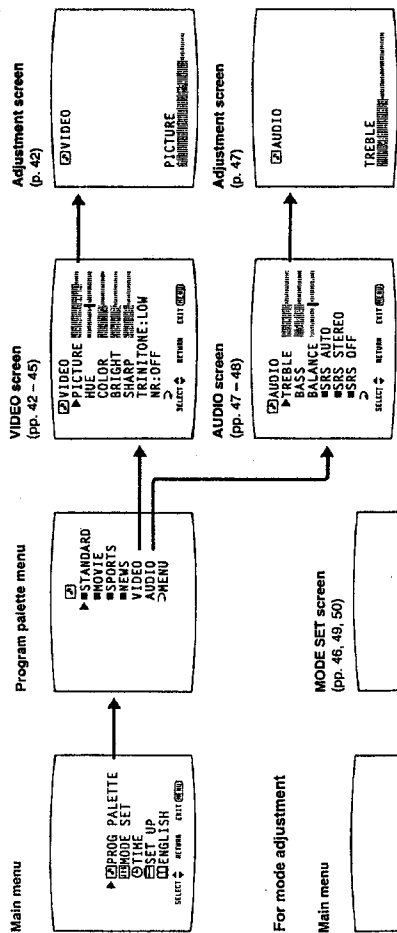 Main menu
PROG PALETTE
MODE SET
TIME
SET UP
ENGLISH
SELECT RETURN EXIT MENU
Program palette menu
STANDARD
MOVIE
SPORTS
NEWS
VIDEO
AUDIO
MENU
VIDEO screen
(pp. 42 – 45)
VIDEO
PICTURE
HUE
COLOR
BRIGHT
SHARP
TRINITONE:LOW
NR:OFF
SELECT RETURN EXIT MENU
Adjustment screen
(p. 42)
VIDEO
PICTURE
AUDIO screen
(pp. 47 – 48)
AUDIO
TREBLE
BASS
BALANCE
SRS AUTO
SRS STEREO
SRS OFF
SELECT RETURN EXIT MENU
Adjustment screen
(p. 47)
AUDIO
TREBLE
For mode adjustment
Main menu
MODE SET screen
(pp. 46, 49, 50)